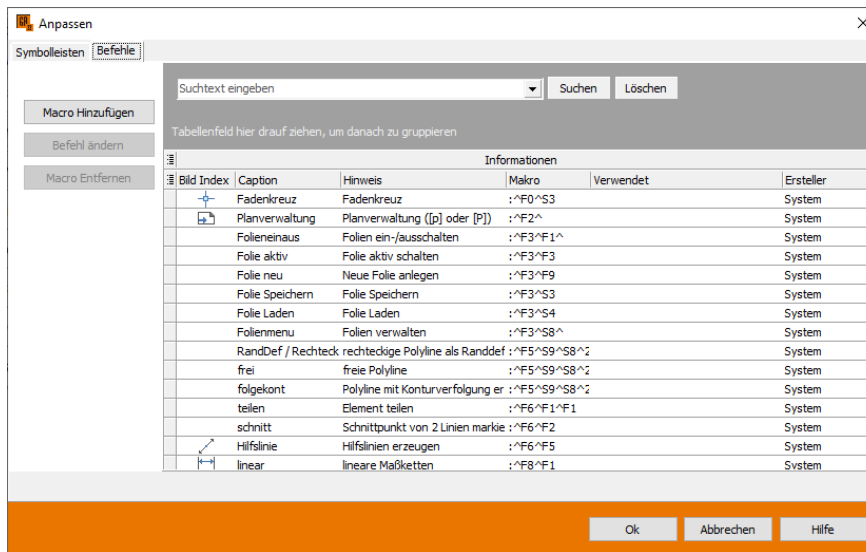 Anpassen
Symbolleisten Befehle
Suchtext eingeben Suchen Löschen
Macro Hinzufügen
Befehl ändern
Macro Entfernen
Tabellenfeld hier drauf ziehen, um danach zu gruppieren
Informationen
Bild Index Caption Hinweis Makro Verwendet Ersteller
Fadenkreuz Fadenkreuz :^F0^S3 System
Planverwaltung Planverwaltung ([p] oder [P]) :^F2^ System
Folieneinaus Folien ein-/ausschalten :^F3^F1^ System
Folie aktiv Folie aktiv schalten :^F3^F3 System
Folie neu Neue Folie anlegen :^F3^F9 System
Folie Speichern Folie Speichern :^F3^S3 System
Folie Laden Folie Laden :^F3^S4 System
Folienmenu Folien verwalten :^F3^S8^ System
RandDef / Rechteck rechteckige Polyline als Randdef :^F5^S9^S8^2 System
frei freie Polyline :^F5^S9^S8^2 System
folgekont Polyline mit Konturverfolgung er :^F5^S9^S8^2 System
teilen Element teilen :^F6^F1^F1 System
schnitt Schnittpunkt von 2 Linien markie :^F6^F2 System
Hilfslinie Hilfslinien erzeugen :^F6^F5 System
linear lineare Maßketten :^F8^F1 System
Ok Abbrechen Hilfe